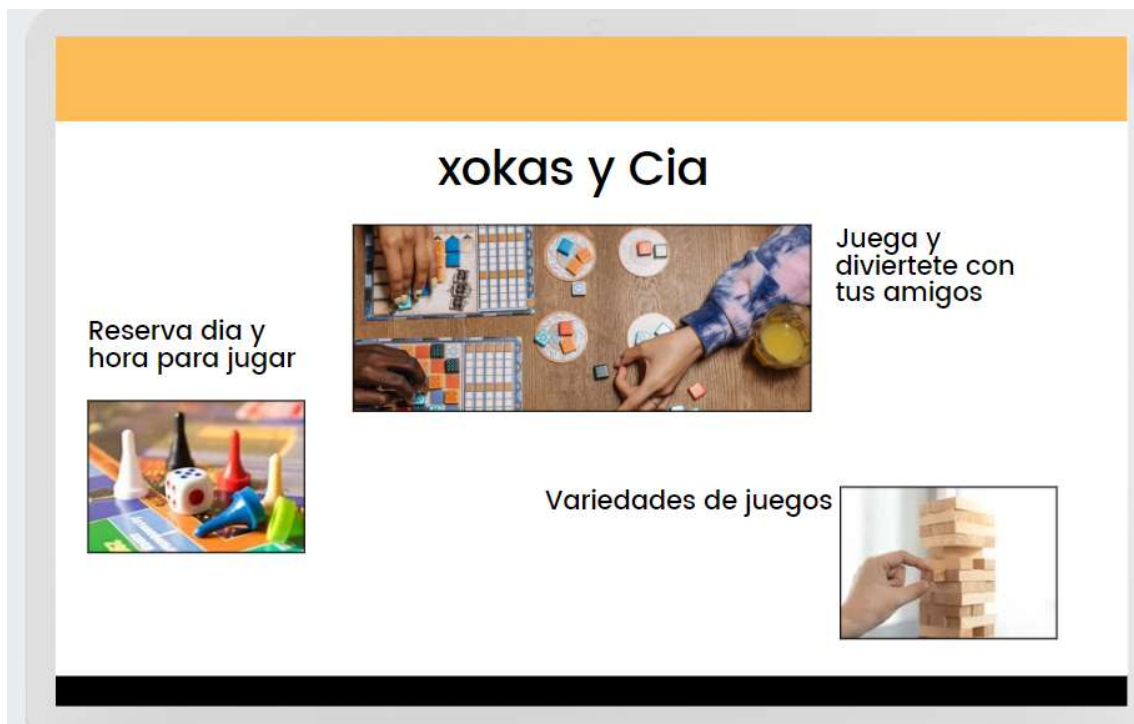 xokas y Cia
Juega y
diviertete con
tus amigos
Reserva dia y
hora para jugar
Variedades de juegos